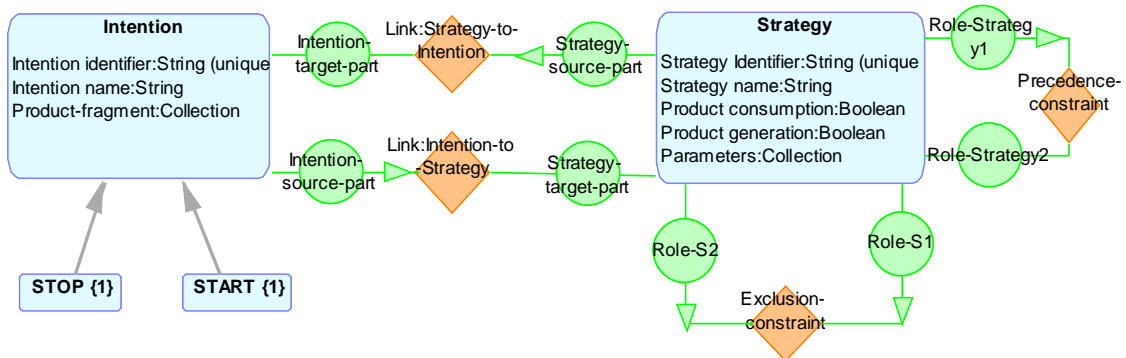 Intention
Intention identifier:String (unique
Intention name:String
Product-fragment:Collection
Intention-
target-part
Link:Strategy-to-
Intention
Strategy-
source-part
Intention-
source-part
Link:Intention-to
-Strategy
Strategy-
target-part
Strategy
Strategy Identifier:String (unique
Strategy name:String
Product consumption:Boolean
Product generation:Boolean
Parameters:Collection
Role-Strateg
y1
Precedence-
constraint
Role-Strategy2
Role-S2
Role-S1
Exclusion-
constraint
STOP {1}
START {1}